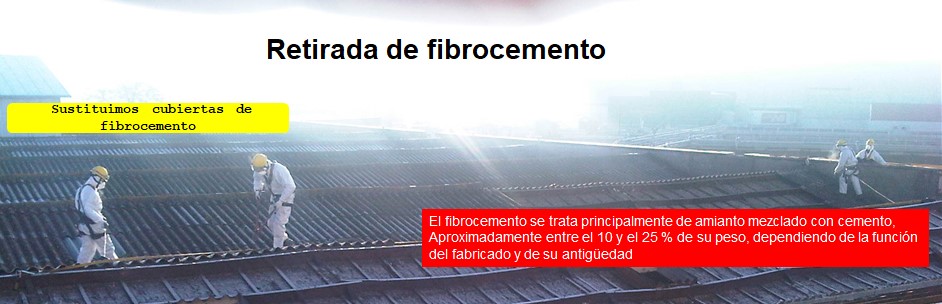 Retirada de fibrocemento
Sustituimos cubiertas de
fibrocemento
El fibrocemento se trata principalmente de amianto mezclado con cemento,
Aproximadamente entre el 10 y el 25 % de su peso, dependiendo de la función
del fabricado y de su antigüedad